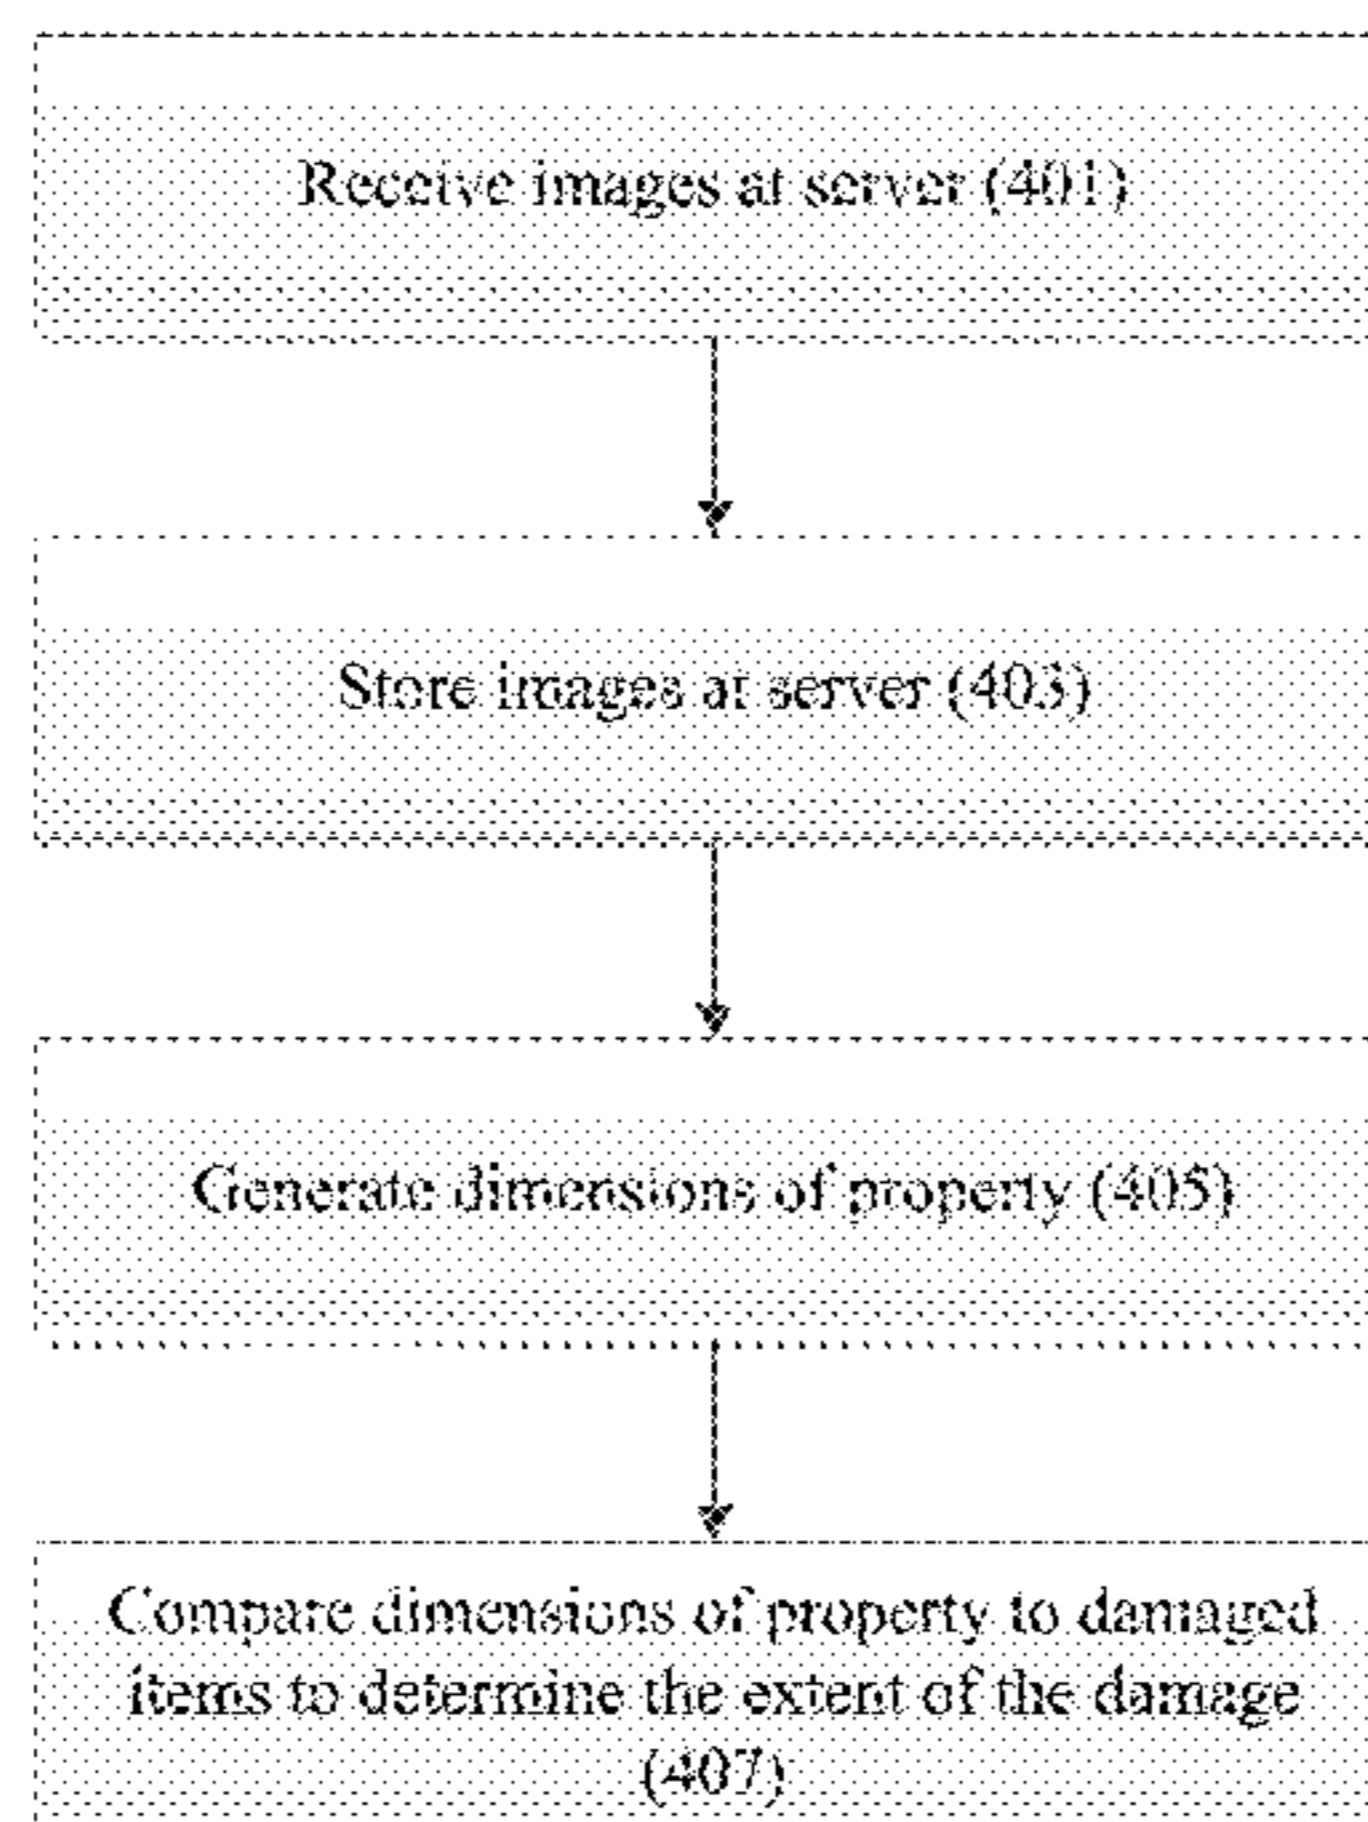 Receive images at server (401)
Store images at server (403)
Generate dimensions of property (405)
Compare dimensions of property to damaged
items to determine the extent of the damage
(407)